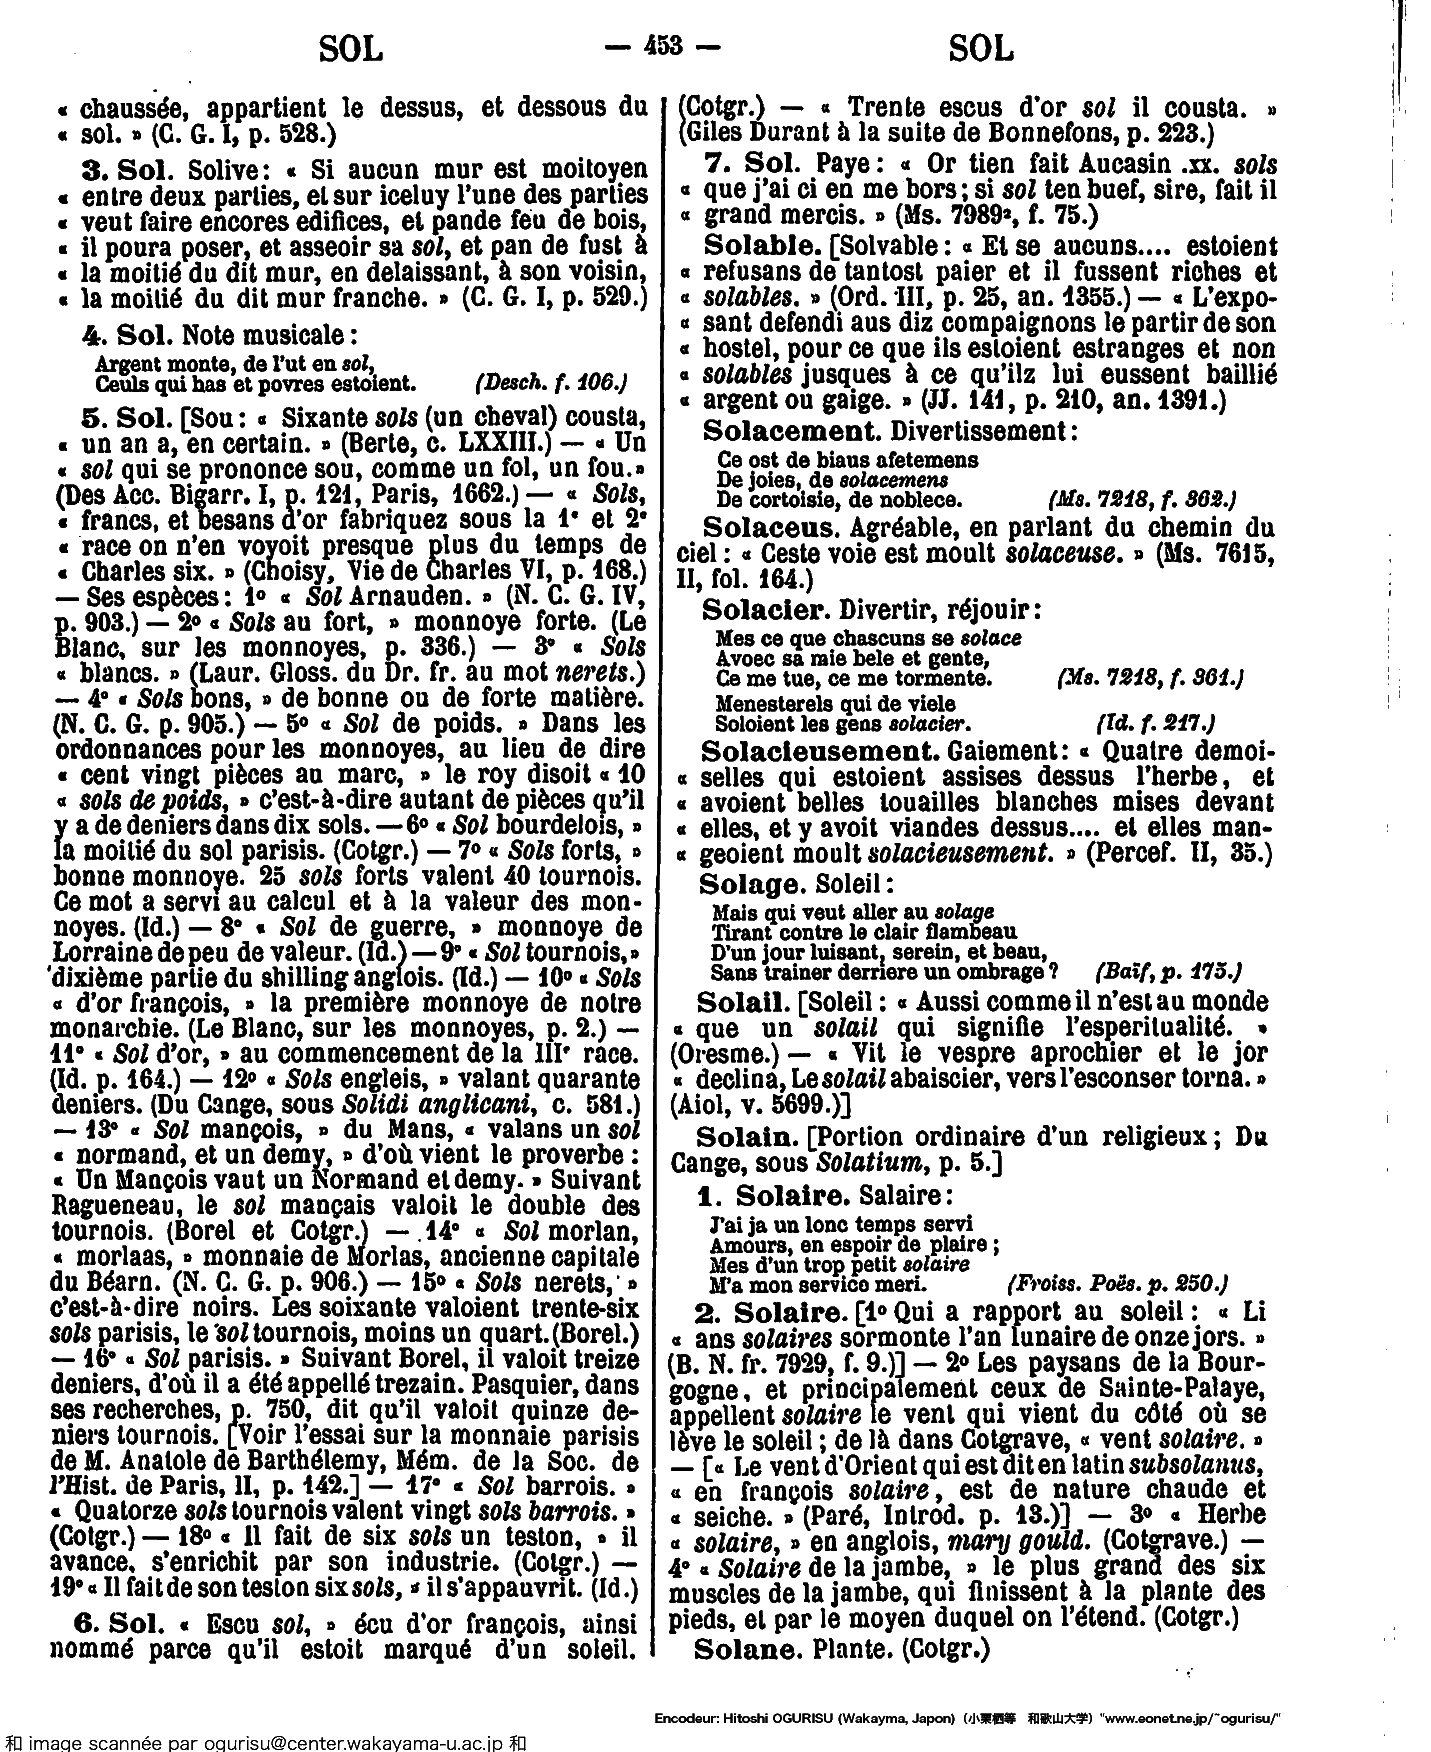 SOL — 453 — SOL
« chaussée, appartient le dessus, et dessous du
« sol. » (C. G. I, p. 528.)
3. Sol. Solive : « Si aucun mur est moitoyen
« entre deux parties, et sur iceluy l'une des parties
« veut faire encores edifices, et pande feu de bois,
« il poura poser, et asseoir sa sol, et pan de fust à
« la moitié du dit mur, en delaissant, à son voisin,
« la moitié du dit mur franche. » (C. G. I, p. 529.)
4. Sol. Note musicale :
Argent monte, de l'ut en sol,
Ceuls qui has et povres estoient. (Desch. f. 106.)
5. Sol. [Sou : « Sixante sols (un cheval) cousta,
« un an a, en certain. » (Berte, c. LXXIII.) — « Un
« sol qui se prononce sou, comme un fol, un fou. »
(Des Acc. Bigarr. I, p. 121, Paris, 1662.) — « Sols,
« francs, et besans d'or fabriquez sous la 1e et 2e
« race on n'en voyoit presque plus du temps de
« Charles six. » (Choisy, Vie de Charles VI, p. 168.)
— Ses espèces : 1o « Sol Arnauden. » (N. C. G. IV,
p. 903.) — 2o « Sols au fort, » monnoye forte. (Le
Blanc, sur les monnoyes, p. 336.) — 3e « Sols
« blancs. » (Laur. Gloss. du Dr. fr. au mot nerets.)
— 4e « Sols bons, » de bonne ou de forte matière.
(N. C. G. p. 905.) — 5o « Sol de poids. » Dans les
ordonnances pour les monnoyes, au lieu de dire
« cent vingt pièces au marc, » le roy disoit « 10
« sols de poids, » c'est-à-dire autant de pièces qu'il
y a de deniers dans dix sols. — 6o « Sol bourdelois, »
la moitié du sol parisis. (Cotgr.) — 7o « Sols forts, »
bonne monnoye. 25 sols forts valent 40 tournois.
Ce mot a servi au calcul et à la valeur des mon-
noyes. (Id.) — 8e « Sol de guerre, » monnoye de
Lorraine de peu de valeur. (Id.) — 9e « Sol tournois, »
dixième partie du shilling anglois. (Id.) — 10o « Sols
« d'or françois, » la première monnoye de notre
monarchie. (Le Blanc, sur les monnoyes, p. 2.) —
11e « Sol d'or, » au commencement de la IIIe race.
(Id. p. 164.) — 12o « Sols engleis, » valant quarante
deniers. (Du Cange, sous Solidi anglicani, c. 581.)
— 13e « Sol mançois, » du Mans, « valans un sol
« normand, et un demy, » d'où vient le proverbe :
« Un Mançois vaut un Normand et demy. » Suivant
Ragueneau, le sol mançais valoit le double des
tournois. (Borel et Cotgr.) — 14e « Sol morlan,
« morlaas, » monnaie de Morlas, ancienne capitale
du Béarn. (N. C. G. p. 906.) — 15o « Sols nerets, »
c'est-à-dire noirs. Les soixante valoient trente-six
sols parisis, le sol tournois, moins un quart. (Borel.)
— 16e « Sol parisis. » Suivant Borel, il valoit treize
deniers, d'où il a été appellé trezain. Pasquier, dans
ses recherches, p. 750, dit qu'il valoit quinze de-
niers tournois. [Voir l'essai sur la monnaie parisis
de M. Anatole de Barthélemy, Mém. de la Soc. de
l'Hist. de Paris, II, p. 142.] — 17e « Sol barrois. »
« Quatorze sols tournois valent vingt sols barrois. »
(Cotgr.) — 18o « Il fait de six sols un teston, » il
avance, s'enrichit par son industrie. (Cotgr.) —
19e « Il fait de son teston six sols, » il s'appauvrit. (Id.)
6. Sol. « Escu sol, » écu d'or françois, ainsi
nommé parce qu'il estoit marqué d'un soleil.
(Cotgr.) — « Trente escus d'or sol il cousta. »
(Giles Durant à la suite de Bonnefons, p. 223.)
7. Sol. Paye : « Or tien fait Aucasin .xx. sols
« que j'ai ci en me bors ; si sol ten buef, sire, fait il
« grand mercis. » (Ms. 7989², f. 75.)
Solable. [Solvable : « Et se aucuns.... estoient
« refusans de tantost paier et il fussent riches et
« solables. » (Ord. III, p. 25, an. 1355.) — « L'expo-
« sant defendi aus diz compaignons le partir de son
« hostel, pour ce que ils estoient estranges et non
« solables jusques à ce qu'ilz lui eussent baillié
« argent ou gaige. » (JJ. 141, p. 210, an. 1391.)
Solacement. Divertissement :
Ce ost de biaus afetemens
De joies, de solacemens
De cortoisie, de noblece. (Ms. 7218, f. 362.)
Solaceus. Agréable, en parlant du chemin du
ciel : « Ceste voie est moult solaceuse. » (Ms. 7615,
II, fol. 164.)
Solacier. Divertir, réjouir :
Mes ce que chascuns se solace
Avoec sa mie bele et gente,
Ce me tue, ce me tormente. (Ms. 7218, f. 361.)
Menesterels qui de viele
Soloient les gens solacier. (Id. f. 217.)
Solacieusement. Gaiement : « Quatre demoi-
« selles qui estoient assises dessus l'herbe, et
« avoient belles touailles blanches mises devant
« elles, et y avoit viandes dessus.... et elles man-
« geoient moult solacieusement. » (Percef. II, 35.)
Solage. Soleil :
Mais qui veut aller au solage
Tirant contre le clair flambeau
D'un jour luisant, serein, et beau,
Sans trainer derriere un ombrage ? (Baïf, p. 175.)
Solail. [Soleil : « Aussi comme il n'est au monde
« que un solail qui signifie l'esperitualité. »
(Oresme.) — « Vit le vespre aprochier et le jor
« declina, Le solail abaiscier, vers l'esconser torna. »
(Aiol, v. 5699.)]
Solain. [Portion ordinaire d'un religieux ; Du
Cange, sous Solatium, p. 5.]
1. Solaire. Salaire :
J'ai ja un lonc temps servi
Amours, en espoir de plaire ;
Mes d'un trop petit solaire
M'a mon service meri. (Froiss. Poës. p. 250.)
2. Solaire. [1o Qui a rapport au soleil : « Li
« ans solaires sormonte l'an lunaire de onze jors. »
(B. N. fr. 7929, f. 9.)] — 2o Les paysans de la Bour-
gogne, et principalement ceux de Sainte-Palaye,
appellent solaire le vent qui vient du côté où se
lève le soleil ; de là dans Cotgrave, « vent solaire. »
— [« Le vent d'Orient qui est dit en latin subsolanus,
« en françois solaire, est de nature chaude et
« seiche. » (Paré, Introd. p. 13.)] — 3o « Herbe
« solaire, » en anglois, mary gould. (Cotgrave.) —
4e « Solaire de la jambe, » le plus grand des six
muscles de la jambe, qui finissent à la plante des
pieds, et par le moyen duquel on l'étend. (Cotgr.)
Solane. Plante. (Cotgr.)
Encodeur: Hitoshi OGURISU (Wakayma, Japon) (小栗栖等 和歌山大学) "www.eonet.ne.jp/~ogurisu/"
和 image scannée par ogurisu@center.wakayama-u.ac.jp 和